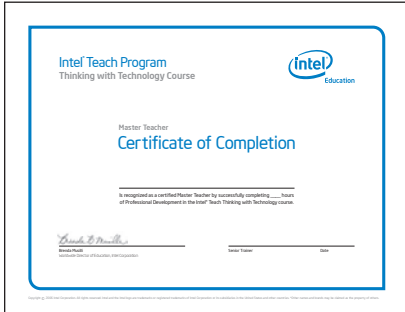 Intel® Teach Program
Thinking with Technology Course
intel
Education
Master Teacher
Certificate of Completion
is recognized as a certified Master Teacher by successfully completing ____ hours
of Professional Development in the Intel® Teach Thinking with Technology course.
Brenda Musilli
Worldwide Director of Education, Intel Corporation
Senior Trainer
Date